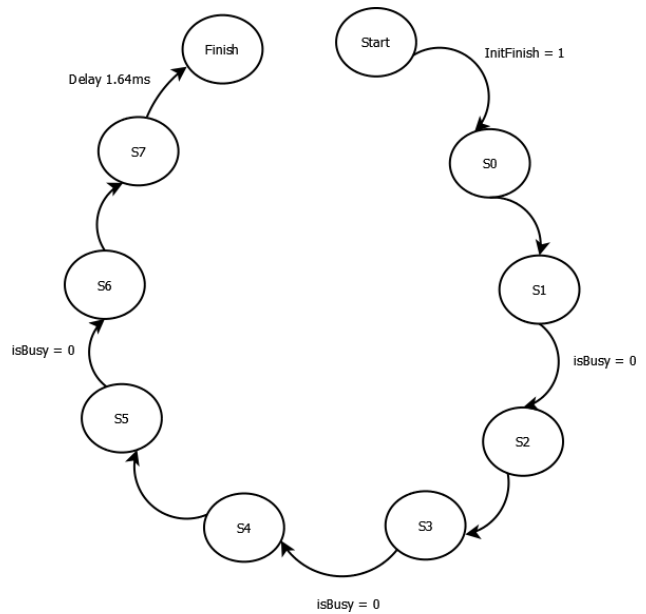 Finish
Start
InitFinish = 1
Delay 1.64ms
S7
S0
S6
S1
isBusy = 0
isBusy = 0
S5
S2
S4
S3
isBusy = 0